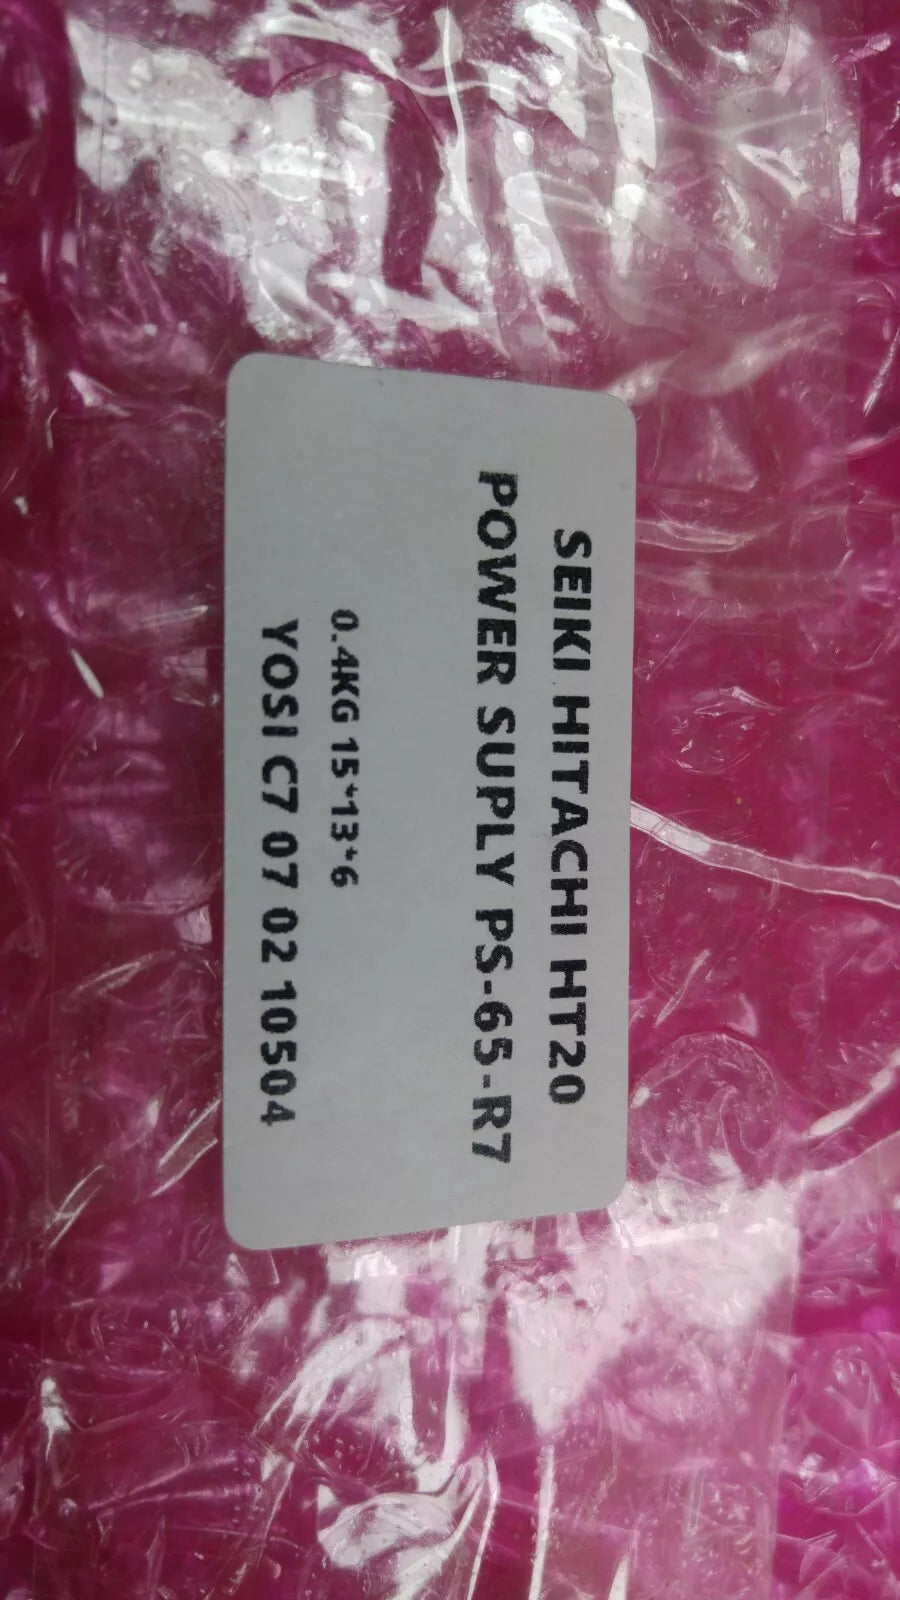 SEIKI HITACHI HT20
POWER SUPLY PS-65-R7
0.4KG 15*13*6
YOSI C7 07 02 10504